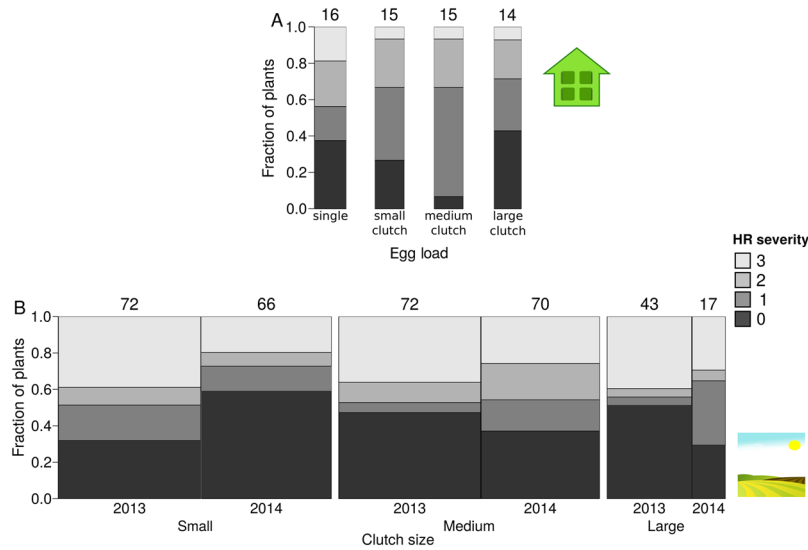 A
16 15 15 14
1.0
0.8
0.6
0.4
0.2
0.0
Fraction of plants
single small clutch medium clutch large clutch
Egg load
HR severity
3
2
1
0
B
72 66 72 70 43 17
1.0
0.8
0.6
0.4
0.2
0.0
Fraction of plants
2013 2014 2013 2014 2013 2014
Small Medium Large
Clutch size